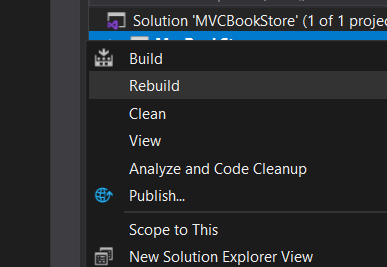 Solution 'MVCBookStore' (1 of 1 proje
Build
Rebuild
Clean
View
Analyze and Code Cleanup
Publish...
Scope to This
New Solution Explorer View